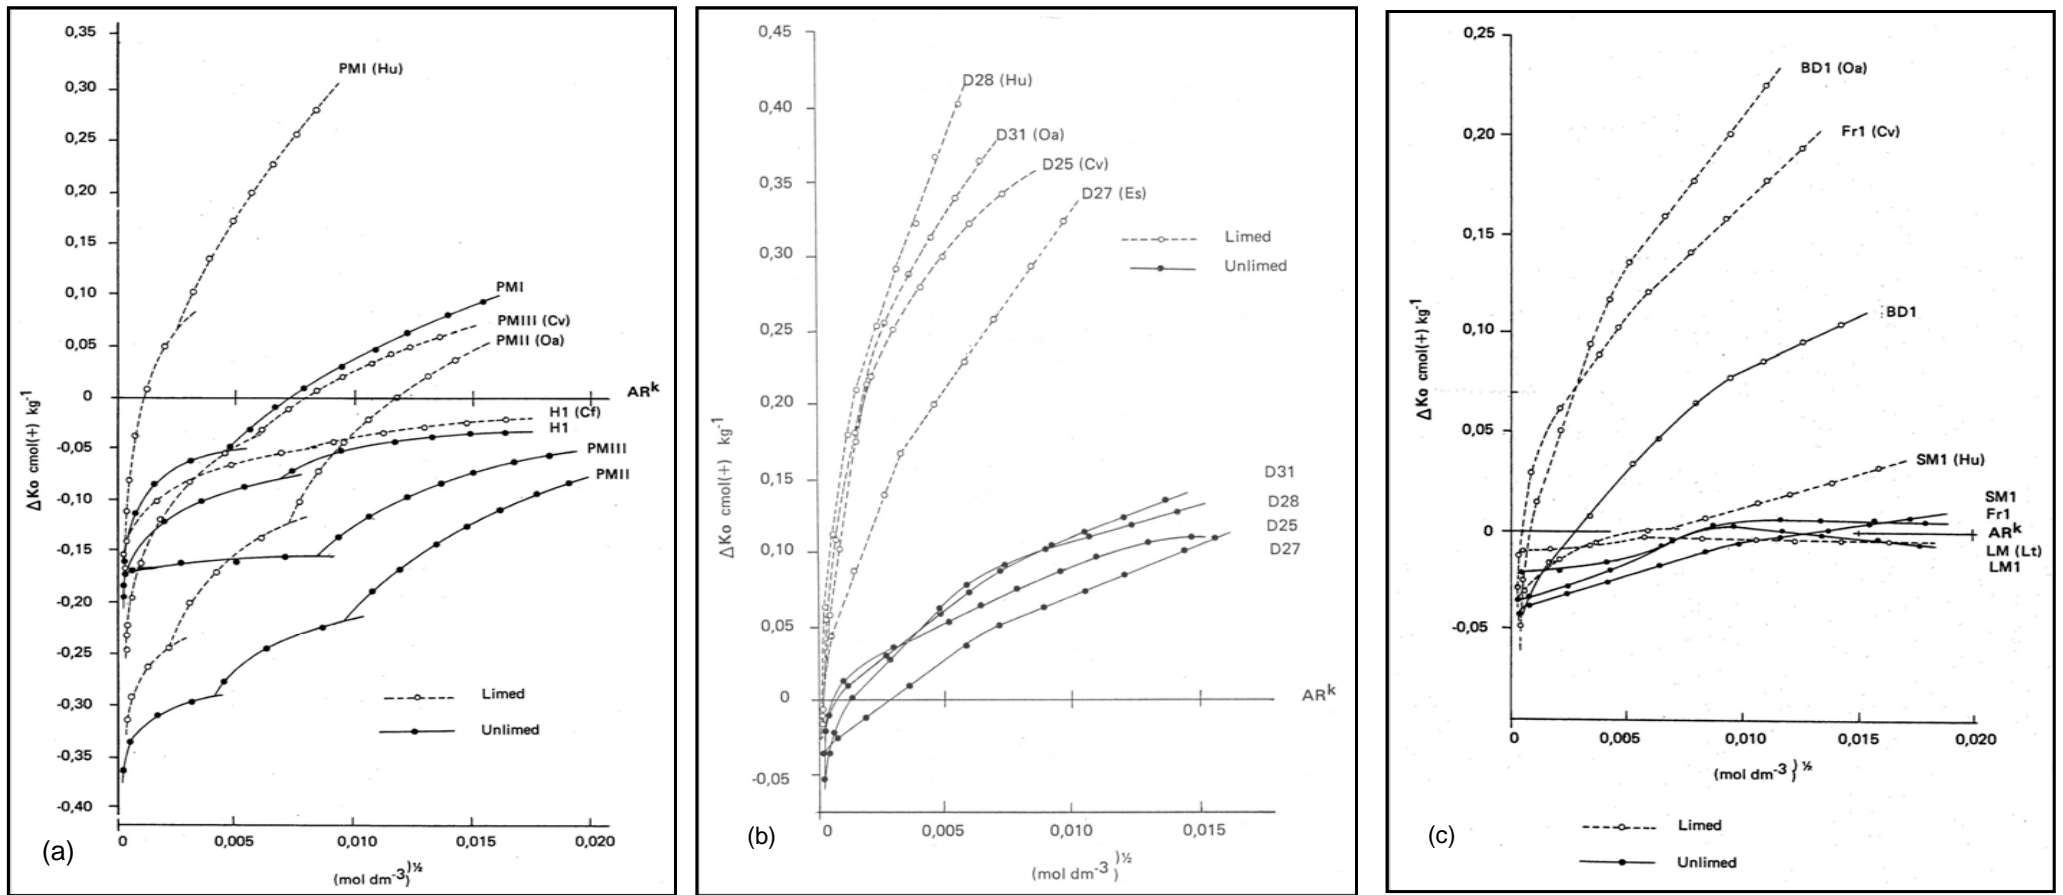 0,35
0,30
0,25
0,20
0,15
0,10
0,05
0
-0,05
-0,10
-0,15
-0,20
-0,25
-0,30
-0,35
-0,40
ΔKo cmol(+) kg-1
PMI (Hu)
PMI
PMIII (Cv)
PMII (Oa)
ARk
H1 (Cf)
H1
PMIII
PMII
Limed
Unlimed
0 0,005 0,010 0,015 0,020
(mol dm-3)½
(a)
0,45
0,40
0,35
0,30
0,25
0,20
0,15
0,10
0,05
0
-0,05
ΔKo cmol(+) kg-1
D28 (Hu)
D31 (Oa)
D25 (Cv)
D27 (Es)
Limed
Unlimed
D31
D28
D25
D27
ARk
0 0,005 0,010 0,015
(mol dm-3)½
(b)
0,25
0,20
0,15
0,10
0,05
0
-0,05
ΔKo cmol(+) kg-1
BD1 (Oa)
Fr1 (Cv)
BD1
SM1 (Hu)
SM1
Fr1
ARk
LM (Lt)
LM1
0 0,005 0,010 0,015 0,020
(mol dm-3}½
Limed
Unlimed
(c)